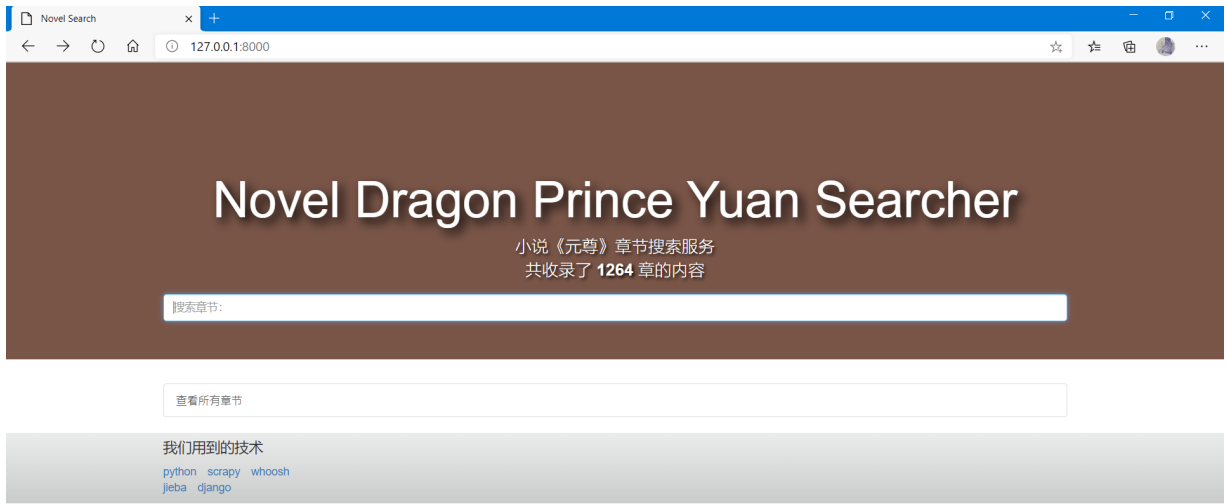 Novel Search
127.0.0.1:8000
Novel Dragon Prince Yuan Searcher
小说《元尊》章节搜索服务
共收录了 1264 章的内容
搜索章节:
查看所有章节
我们用到的技术
python scrapy whoosh
jieba django